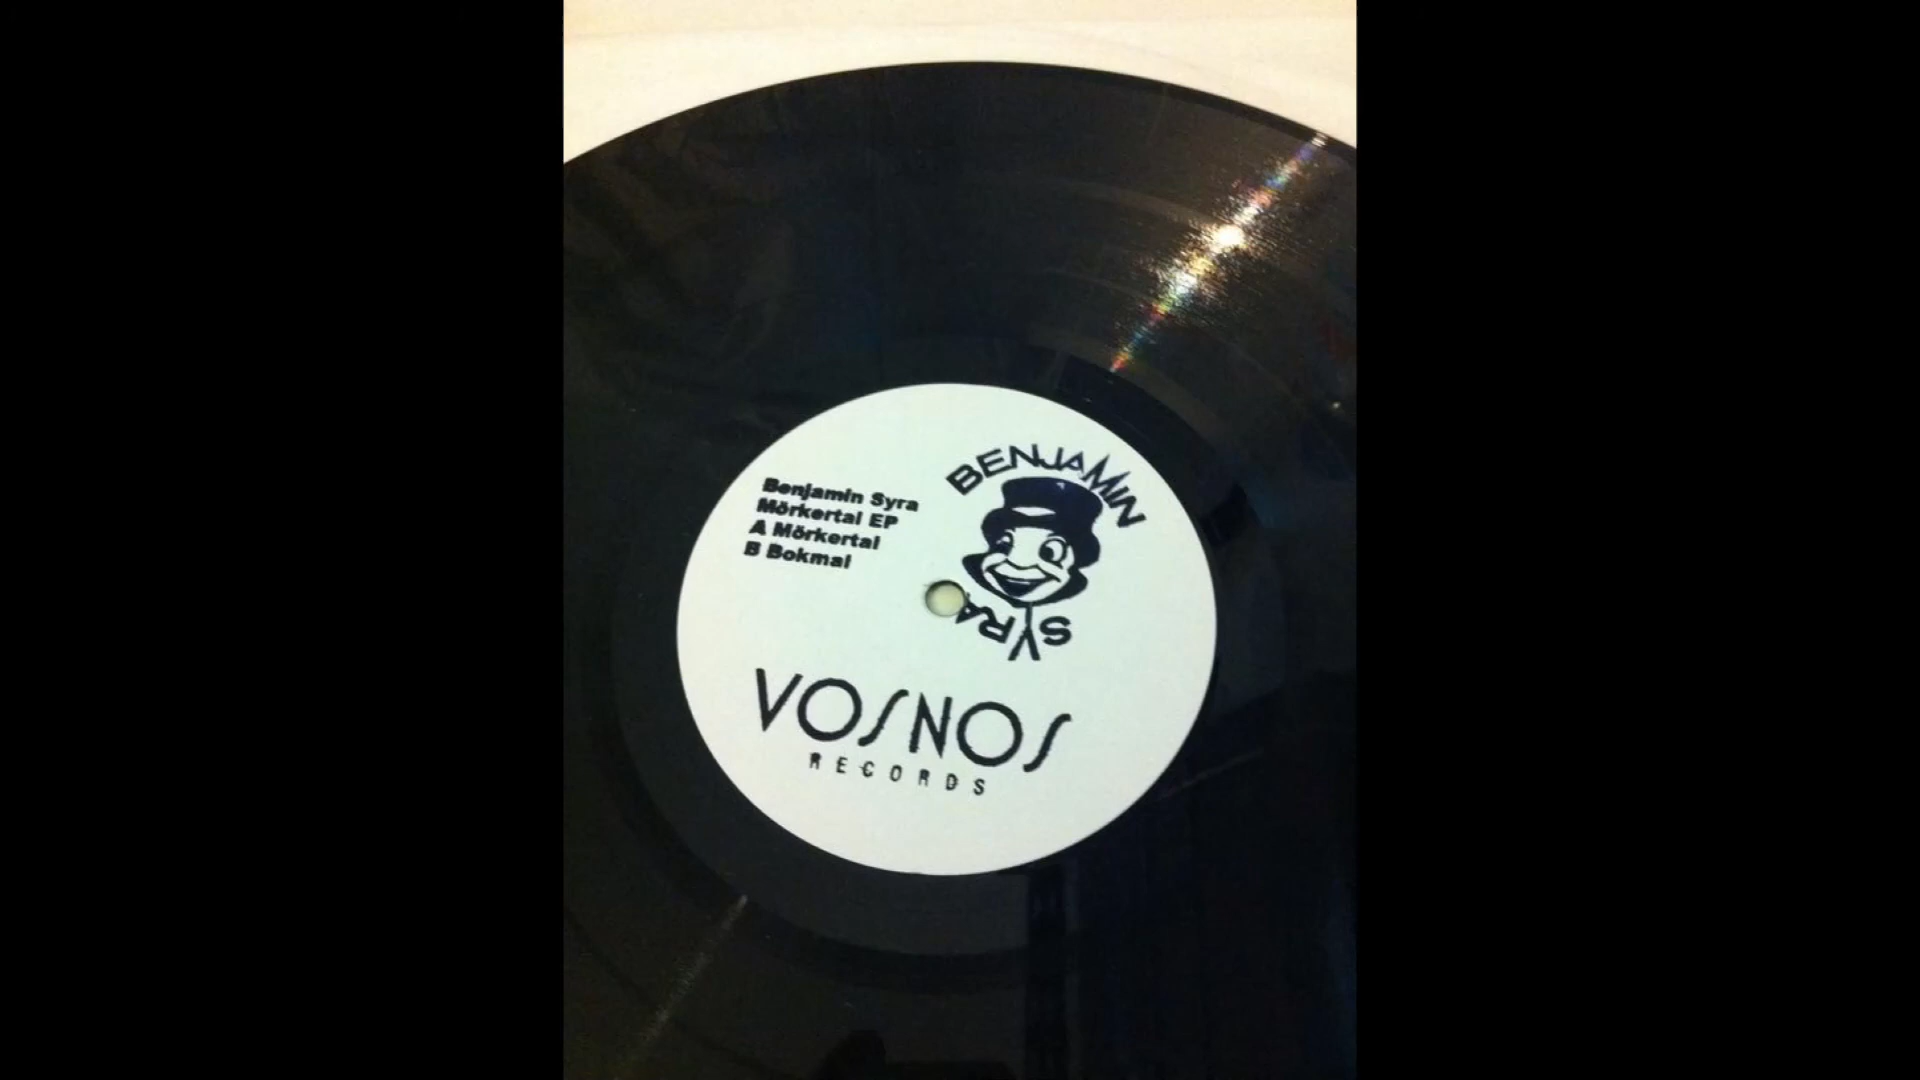 Benjamin Syra
Mörkertal EP
A Mörkertal
B Bokmal
BENJAMIN
SYRA
VOSNOS
RECORDS